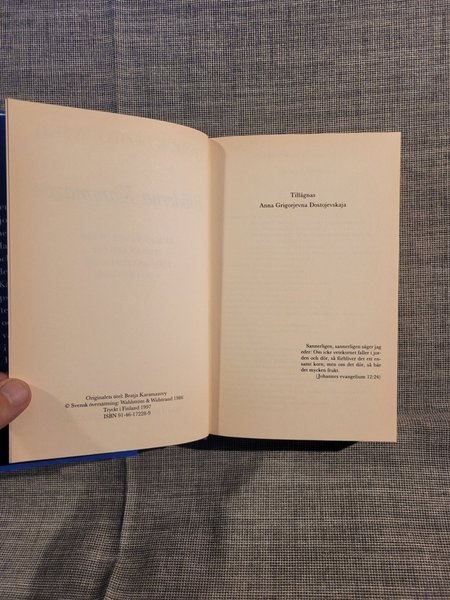 Originalets titel: Bratja Karamazovy
© Svensk översättning: Wahlström & Widstrand 1986
Tryckt i Finland 1997
ISBN 91-46-17228-9
Tillägnas
Anna Grigorjevna Dostojevskaja
Sannerligen, sannerligen säger jag
eder: Om icke vetekornet faller i jor-
den och dör, så förbliver det ett en-
samt korn; men om det dör, så bär
det mycken frukt.
(Johannes evangelium 12:24)